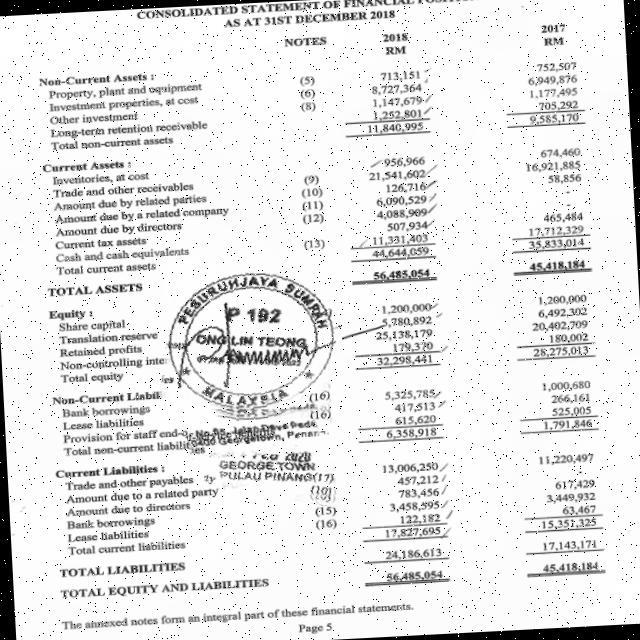 CONSOLIDATED STATEMENT OF FINANCIAL
AS AT 31ST DECEMBER 2018
NOTES 2018 2017
RM RM
Non-Current Assets :
Property, plant and equipment (5) 713,151 752,507
Investment properties, at cost (6) 8,727,364 6,949,876
Other investment (8) 1,147,679 1,177,495
Long-term retention receivable 1,252,801 705,292
Total non-current assets 11,840,995 9,585,170
Current Assets :
Inventories, at cost 956,966 674,460
Trade and other receivables (9) 21,541,602 16,921,885
Amount due by related parties (10) 126,716 58,856
Amount due by a related company (11) 6,090,529 -
Amount due by directors (12) 4,088,909 -
Current tax assets 507,934 465,484
Cash and cash equivalents (13) 11,331,403 17,712,329
Total current assets 44,644,059 35,833,014
TOTAL ASSETS 56,485,054 45,418,184
Equity :
Share capital 1,200,000 1,200,000
Translation reserve 5,780,892 6,492,302
Retained profits 25,138,179 20,402,709
Non-controlling inte 179,370 180,002
Total equity 32,298,441 28,275,013
PESURUHJAYA SUMPAH
P 192
ONG LIN TEONG
MALAYSIA
Non-Current Liabili
Bank borrowings (16) 5,325,785 1,000,680
Lease liabilities (16) 417,513 266,161
Provision for staff end-o 615,620 525,005
Total non-current liabilities 6,358,918 1,791,846
Georgetown, Penang
2020
GEORGE TOWN
PULAU PINANG
Current Liabilities :
Trade and other payables (17) 13,006,250 11,220,497
Amount due to a related party 457,212
Amount due to directors 783,456 617,429
Bank borrowings (15) 3,458,595 3,449,932
Lease liabilities (16) 122,182 63,467
Total current liabilities 17,827,695 15,351,325
TOTAL LIABILITIES 24,186,613 17,143,171
TOTAL EQUITY AND LIABILITIES 56,485,054 45,418,184
The annexed notes form an integral part of these financial statements.
Page 5.